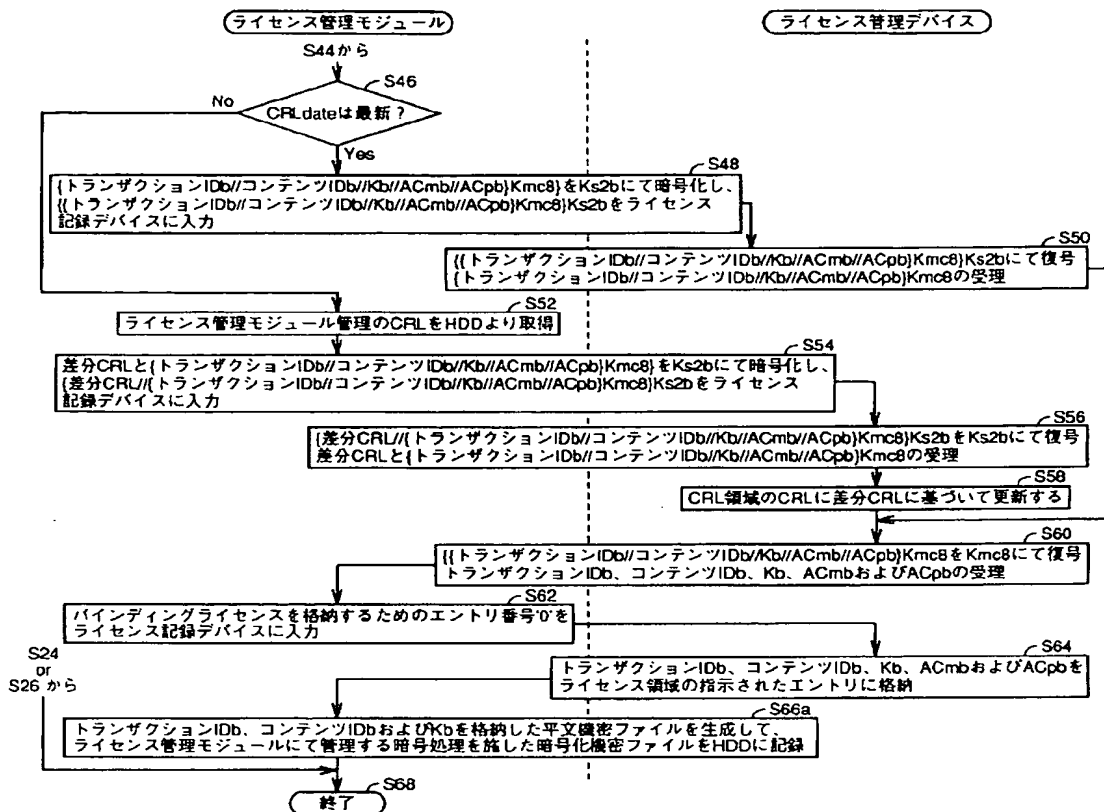 ライセンス管理モジュール
ライセンス管理デバイス
S44から
S46
No
CRLdateは最新？
Yes
S48
{トランザクションIDb//コンテンツIDb//Kb//ACmb//ACpb}Kmc8}をKs2bにて暗号化し、
{{トランザクションIDb//コンテンツIDb//Kb//ACmb//ACpb}Kmc8}Ks2bをライセンス
記録デバイスに入力
S50
{{トランザクションIDb//コンテンツIDb//Kb//ACmb//ACpb}Kmc8}Ks2bにて復号
{トランザクションIDb//コンテンツIDb//Kb//ACmb//ACpb}Kmc8の受理
S52
ライセンス管理モジュール管理のCRLをHDDより取得
S54
差分CRLと{トランザクションIDb//コンテンツIDb//Kb//ACmb//ACpb}Kmc8}をKs2bにて暗号化し、
{差分CRL//{トランザクションIDb//コンテンツIDb//Kb//ACmb//ACpb}Kmc8}Ks2bをライセンス
記録デバイスに入力
S56
{差分CRL//{トランザクションIDb//コンテンツIDb//Kb//ACmb//ACpb}Kmc8}Ks2bをKs2bにて復号
差分CRLと{トランザクションIDb//コンテンツIDb//Kb//ACmb//ACpb}Kmc8の受理
S58
CRL領域のCRLに差分CRLに基づいて更新する
S60
{{トランザクションIDb//コンテンツIDb//Kb//ACmb//ACpb}Kmc8をKmc8にて復号
トランザクションIDb、コンテンツIDb、Kb、ACmbおよびACpbの受理
S62
バインディングライセンスを格納するためのエントリ番号'0'を
ライセンス記録デバイスに入力
S64
トランザクションIDb、コンテンツIDb、Kb、ACmbおよびACpbを
ライセンス領域の指示されたエントリに格納
S24
or
S26 から
S66a
トランザクションIDb、コンテンツIDbおよびKbを格納した平文機密ファイルを生成して、
ライセンス管理モジュールにて管理する暗号処理を施した暗号化機密ファイルをHDDに記録
S68
終了